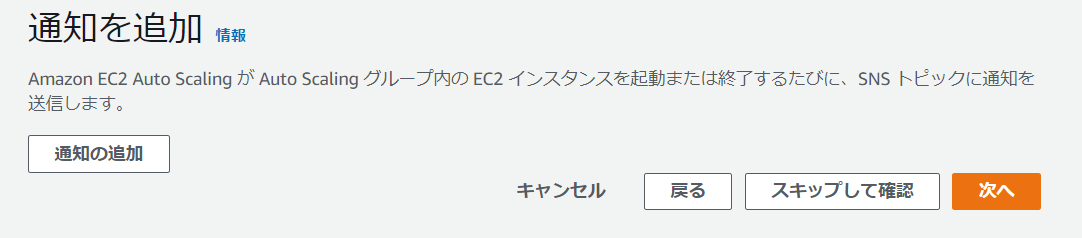 通知を追加 情報
Amazon EC2 Auto Scaling が Auto Scaling グループ内の EC2 インスタンスを起動または終了するたびに、SNS トピックに通知を
送信します。
通知の追加
キャンセル 戻る スキップして確認 次へ